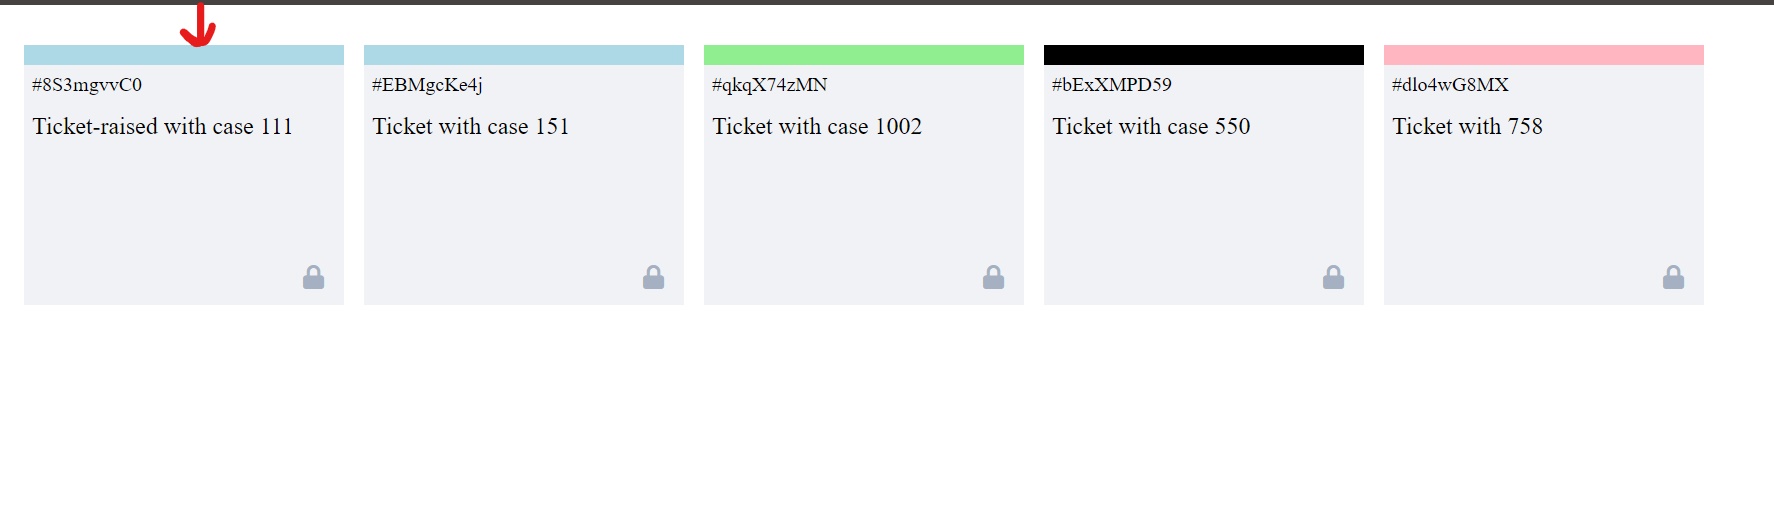 #8S3mgvvC0
Ticket-raised with case 111
#EBMgcKe4j
Ticket with case 151
#qkqX74zMN
Ticket with case 1002
#bExXMPD59
Ticket with case 550
#dlo4wG8MX
Ticket with 758